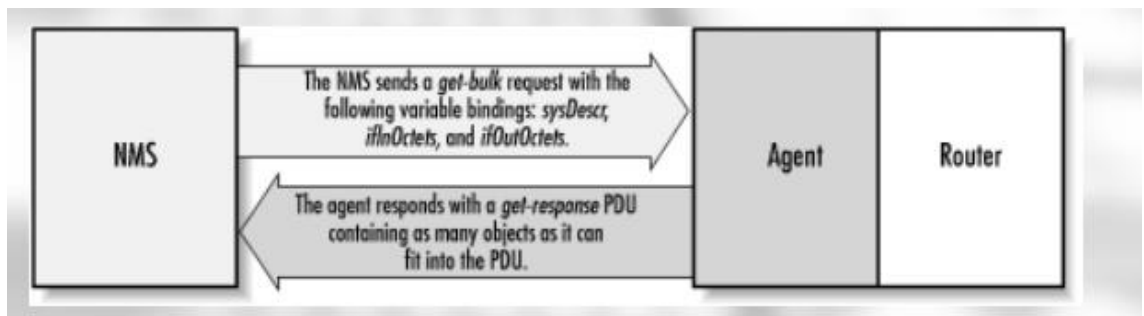 NMS
The NMS sends a get-bulk request with the
following variable bindings: sysDescr,
ifInOctets, and ifOutOctets.
The agent responds with a get-response PDU
containing as many objects as it can
fit into the PDU.
Agent
Router